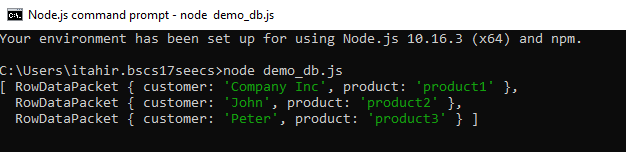 Node.js command prompt - node demo_db.js
Your environment has been set up for using Node.js 10.16.3 (x64) and npm.
C:\Users\itahir.bscs17seecs>node demo_db.js
[ RowDataPacket { customer: 'Company Inc', product: 'product1' },
  RowDataPacket { customer: 'John', product: 'product2' },
  RowDataPacket { customer: 'Peter', product: 'product3' } ]